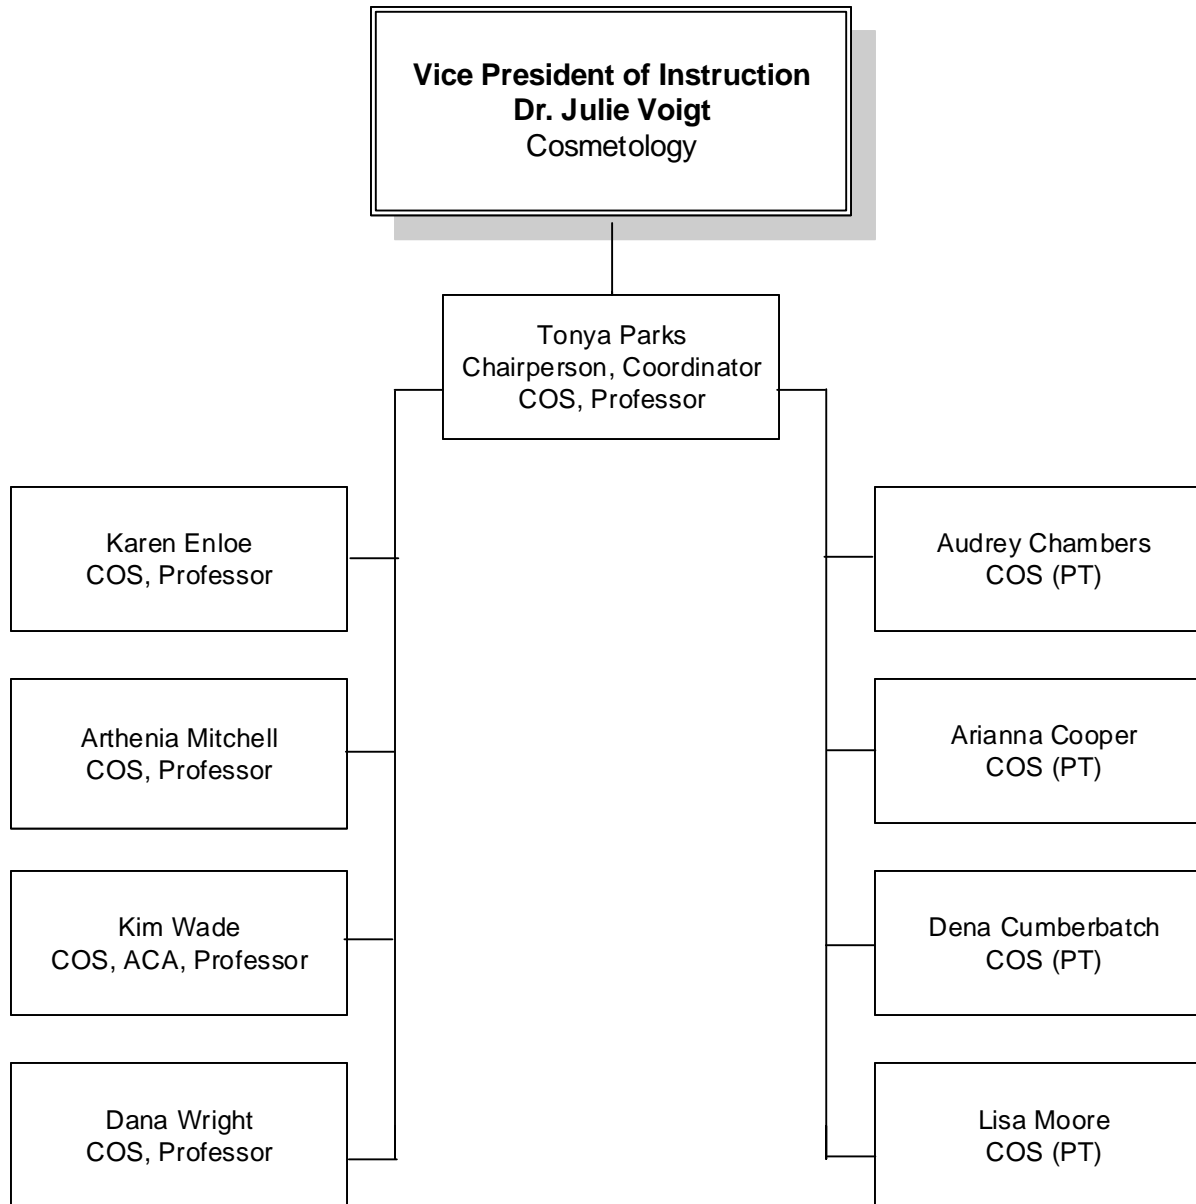 Vice President of Instruction
Dr. Julie Voigt
Cosmetology
Tonya Parks
Chairperson, Coordinator
COS, Professor
Karen Enloe
COS, Professor
Arthenia Mitchell
COS, Professor
Kim Wade
COS, ACA, Professor
Dana Wright
COS, Professor
Audrey Chambers
COS (PT)
Arianna Cooper
COS (PT)
Dena Cumberbatch
COS (PT)
Lisa Moore
COS (PT)